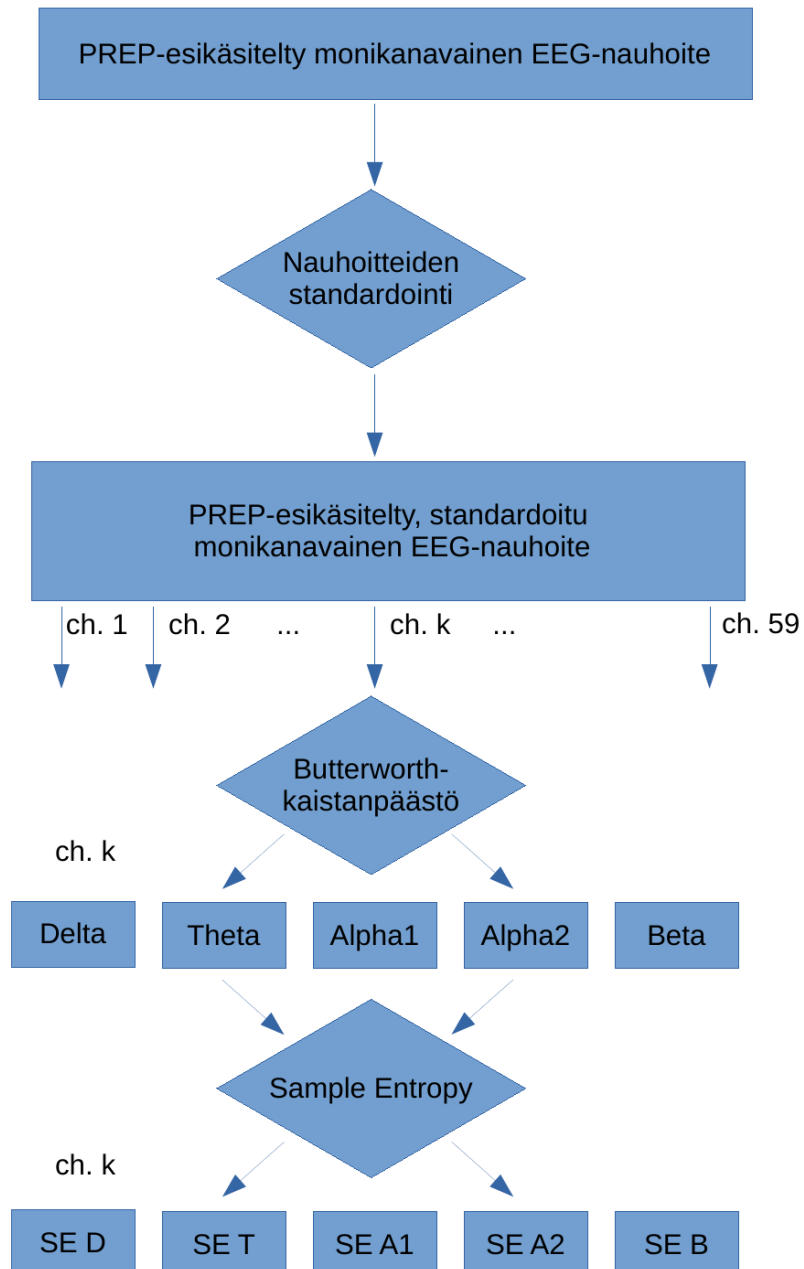 PREP-esikäsitelty monikanavainen EEG-nauhoite
Nauhoitteiden
standardointi
PREP-esikäsitelty, standardoitu
monikanavainen EEG-nauhoite
ch. 1 ch. 2 ... ch. k ... ch. 59
Butterworth-
kaistanpäästö
ch. k
Delta Theta Alpha1 Alpha2 Beta
Sample Entropy
ch. k
SE D SE T SE A1 SE A2 SE B